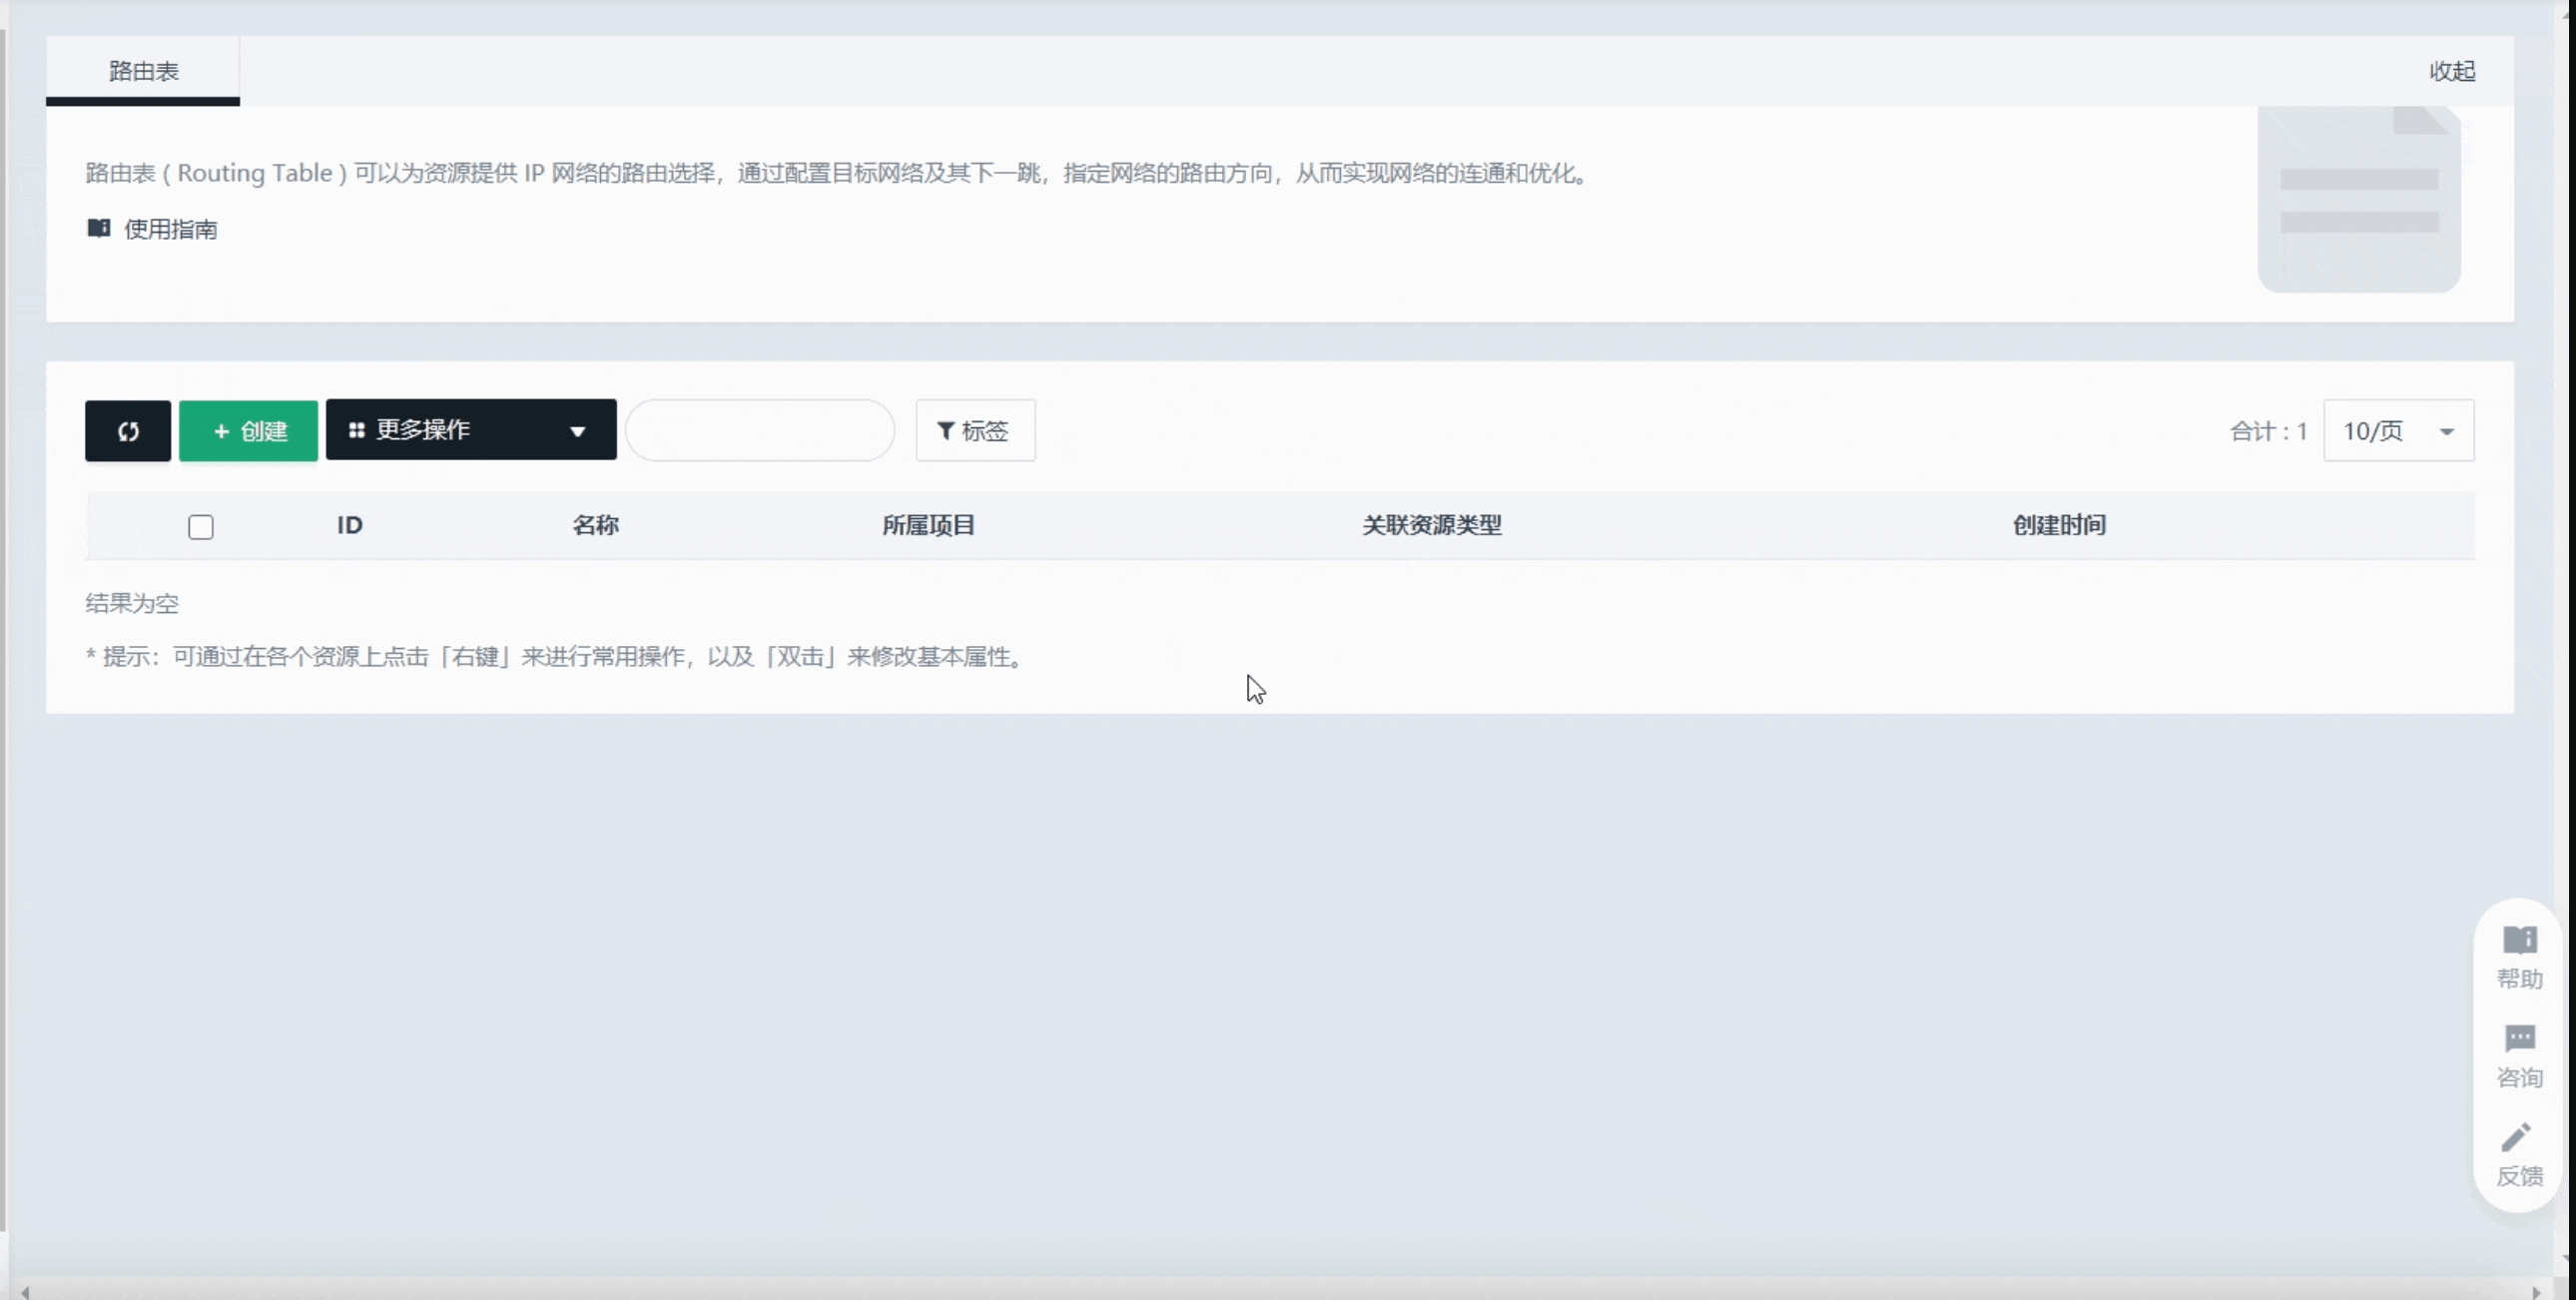 路由表
收起
路由表 ( Routing Table ) 可以为资源提供 IP 网络的路由选择，通过配置目标网络及其下一跳，指定网络的路由方向，从而实现网络的连通和优化。
使用指南
+ 创建
更多操作
标签
合计 : 1
10/页
ID 名称 所属项目 关联资源类型 创建时间
结果为空
* 提示：可通过在各个资源上点击「右键」来进行常用操作，以及「双击」来修改基本属性。
帮助
咨询
反馈